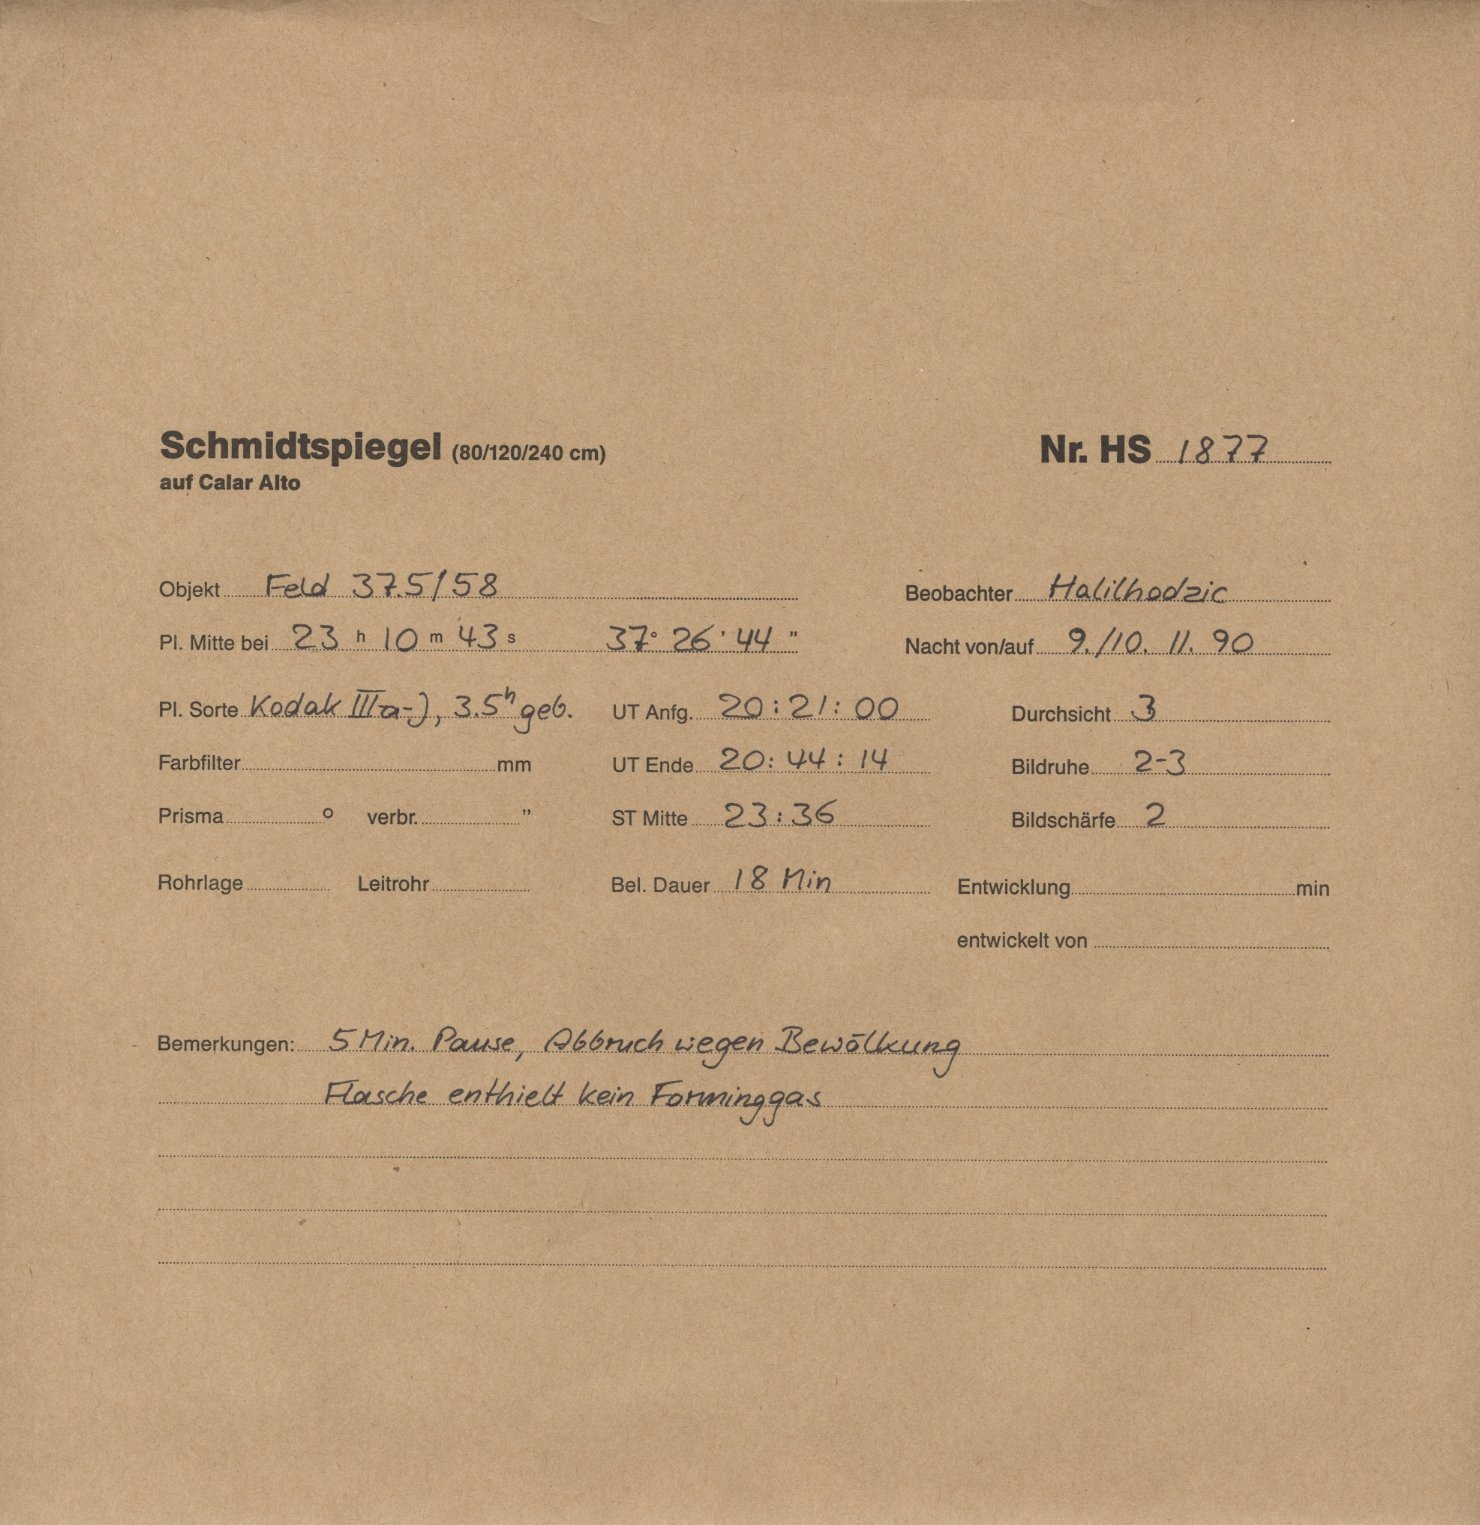 Schmidtspiegel (80/120/240 cm) Nr. HS 1877
auf Calar Alto
Objekt Feld 37.5/58 Beobachter Halilhodzic
Pl. Mitte bei 23 h 10 m 43 s 37° 26 ' 44 " Nacht von/auf 9./10. 11. 90
Pl. Sorte Kodak IIIa-J, 3.5h geb. UT Anfg. 20:21:00 Durchsicht 3
Farbfilter mm UT Ende 20:44:14 Bildruhe 2-3
Prisma ° verbr. " ST Mitte 23:36 Bildschärfe 2
Rohrlage Leitrohr Bel. Dauer 18 Min Entwicklung min
entwickelt von
Bemerkungen: 5 Min. Pause, Abbruch wegen Bewölkung
Flasche enthielt kein Forminggas